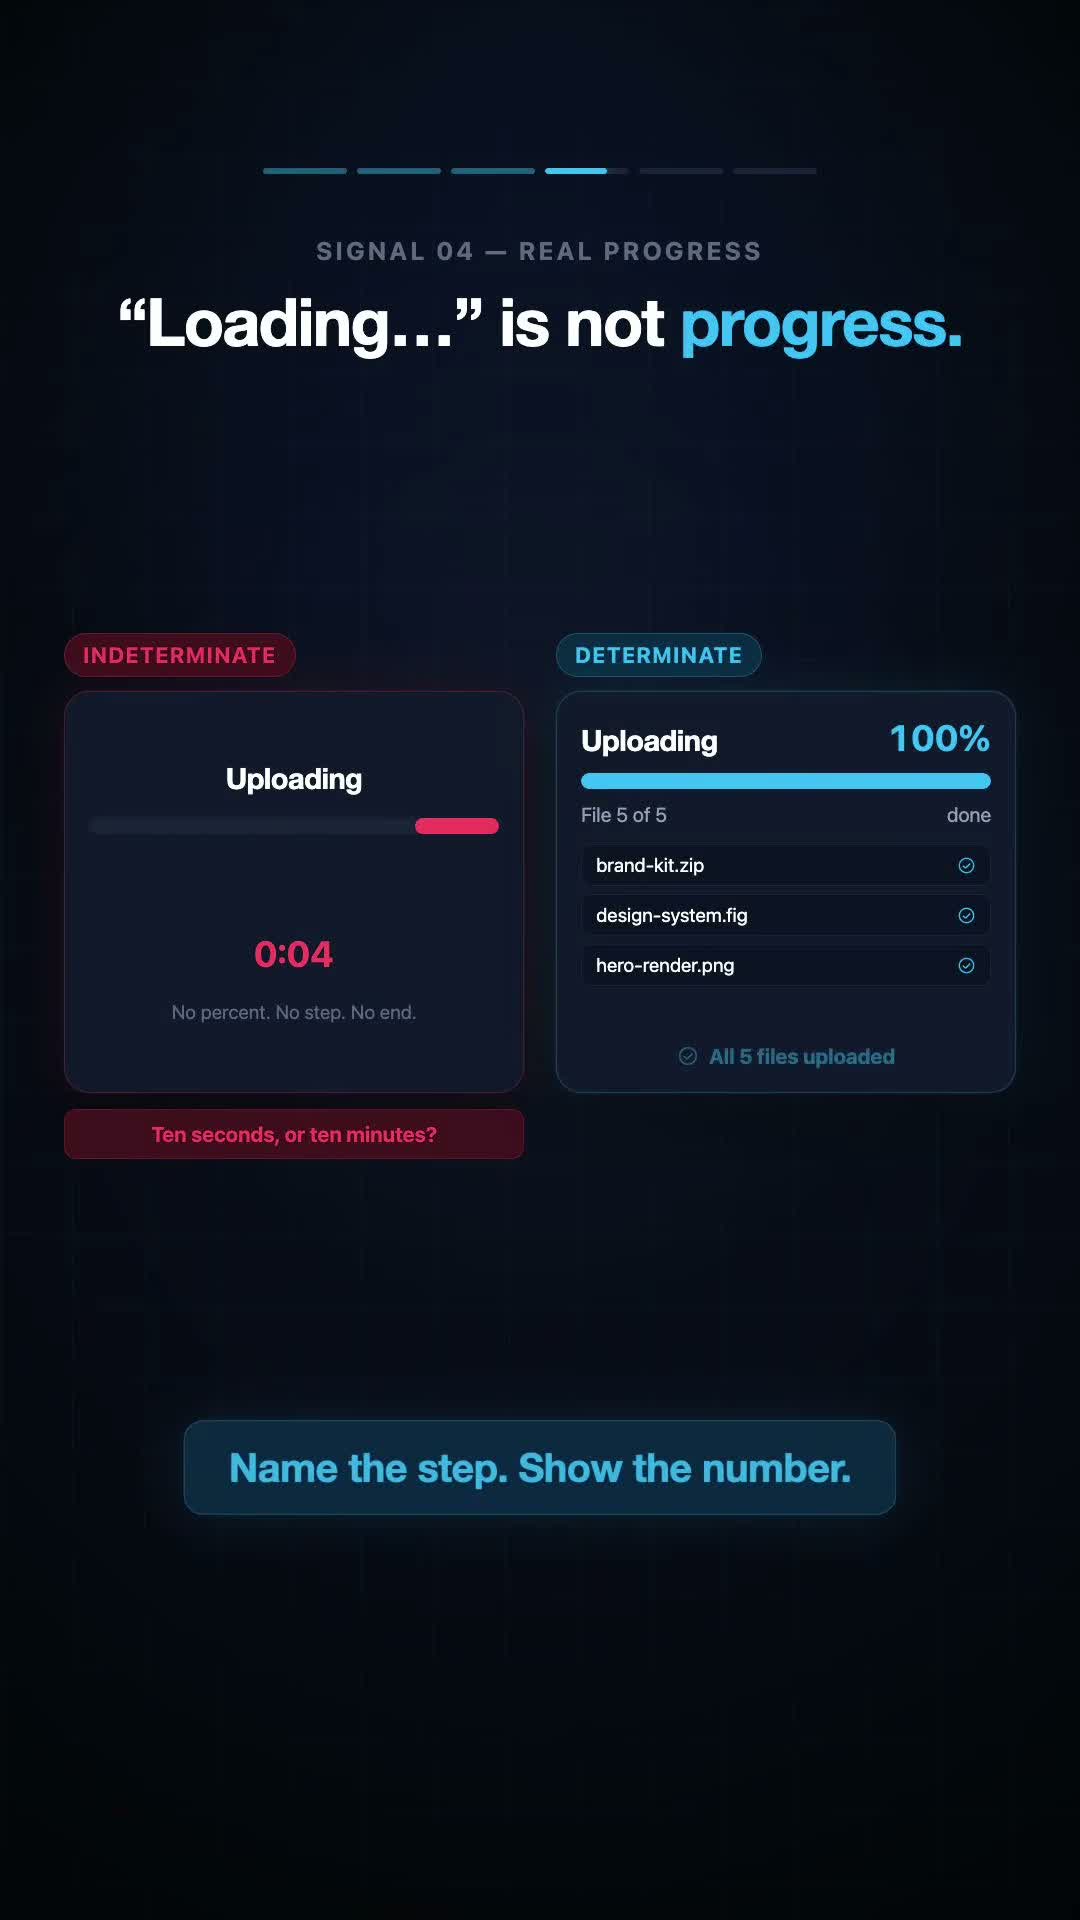 SIGNAL 04 — REAL PROGRESS
“Loading...” is not progress.
INDETERMINATE
Uploading
0:04
No percent. No step. No end.
Ten seconds, or ten minutes?
DETERMINATE
Uploading 100%
File 5 of 5 done
brand-kit.zip
design-system.fig
hero-render.png
All 5 files uploaded
Name the step. Show the number.